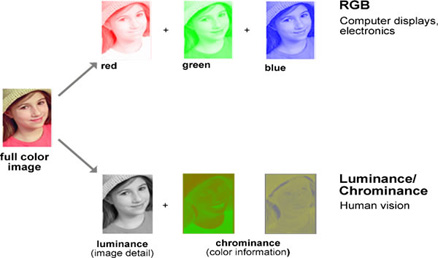 RGB
Computer displays,
electronics
+
+
red
green
blue
full color
image
Luminance/
Chrominance
Human vision
+
luminance
(image detail)
chrominance
(color information)